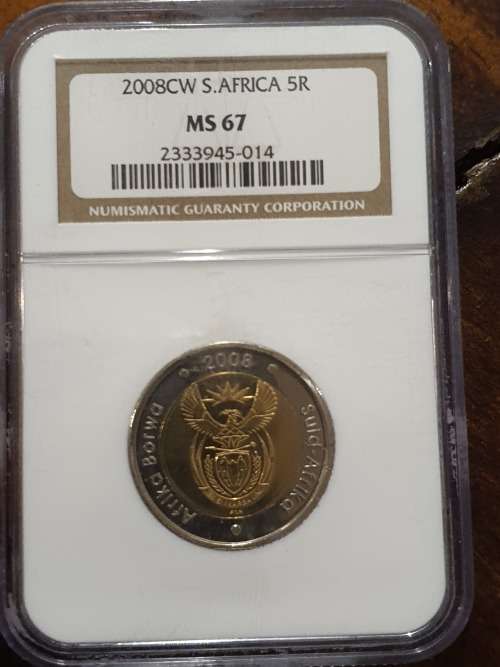 2008CW S.AFRICA 5R
MS 67
2333945-014
NUMISMATIC GUARANTY CORPORATION
2008
Afrika Borwa
Suid-Afrika